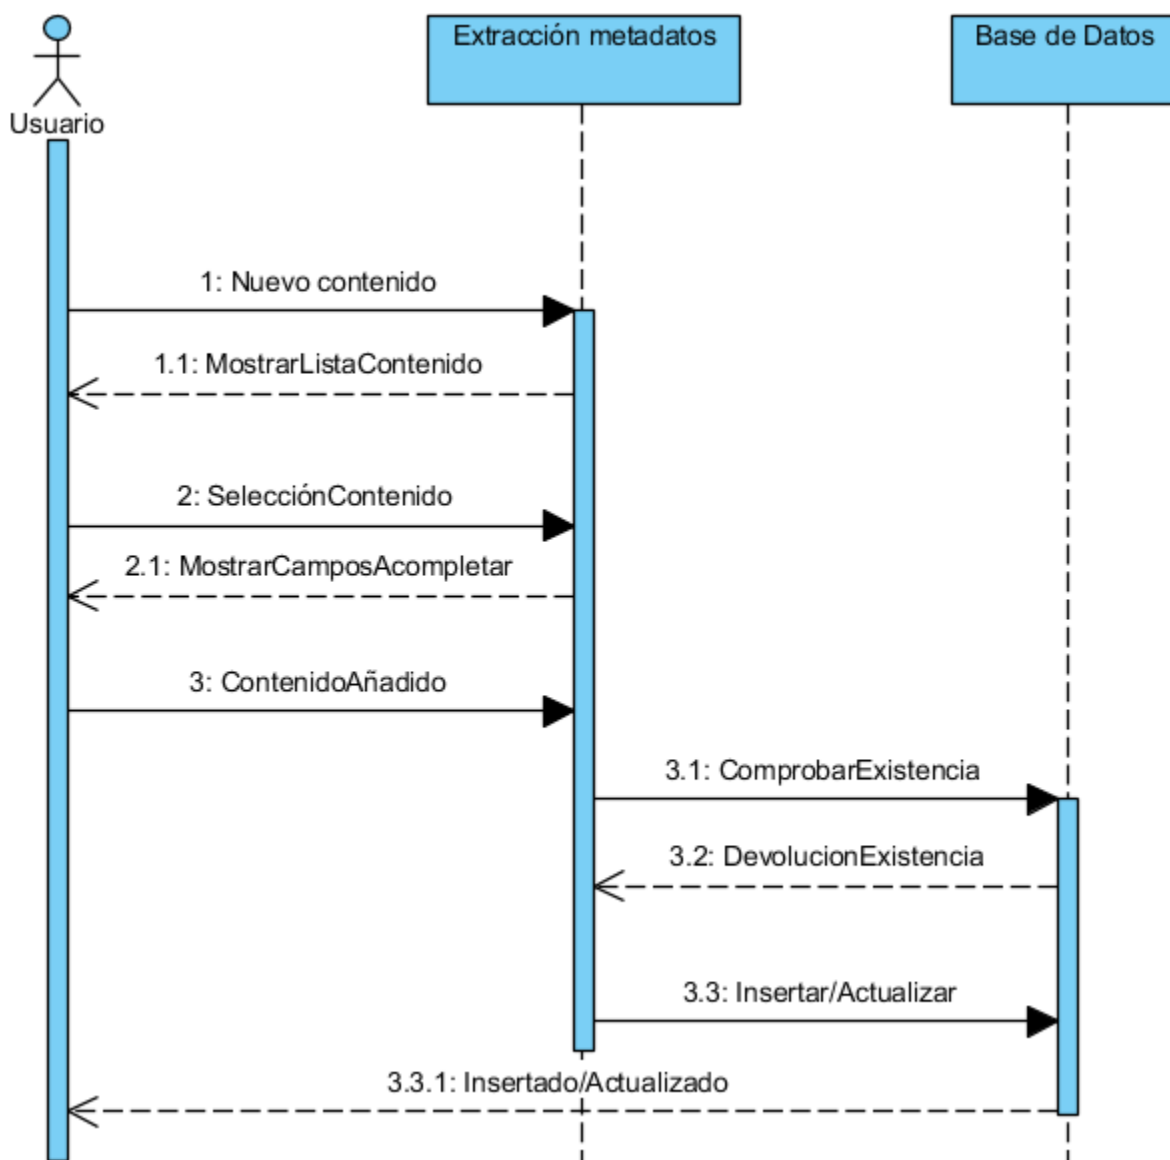 Usuario
Extracción metadatos
Base de Datos
1: Nuevo contenido
1.1: MostrarListaContenido
2: SelecciónContenido
2.1: MostrarCamposAcompletar
3: ContenidoAñadido
3.1: ComprobarExistencia
3.2: DevolucionExistencia
3.3: Insertar/Actualizar
3.3.1: Insertado/Actualizado